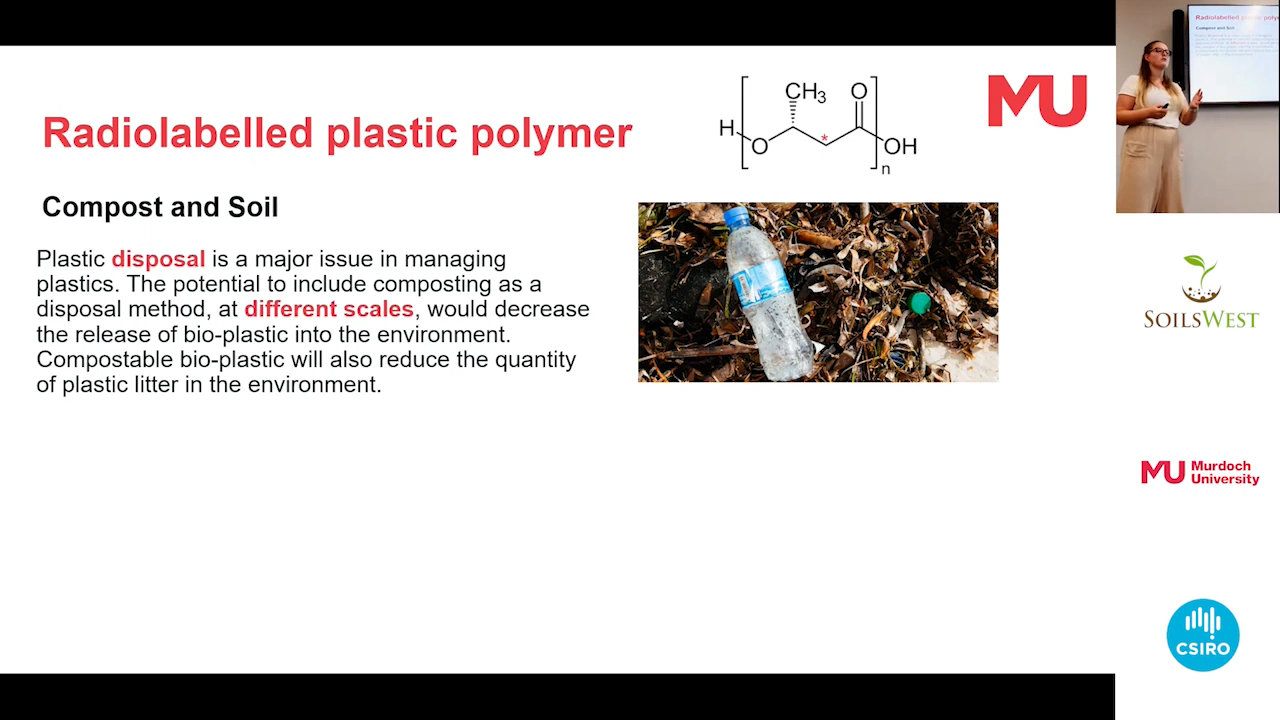 Radiolabelled plastic polymer
CH3
O
H
O
*
OH
n
MU
Compost and Soil
Plastic disposal is a major issue in managing
plastics. The potential to include composting as a
disposal method, at different scales, would decrease
the release of bio-plastic into the environment.
Compostable bio-plastic will also reduce the quantity
of plastic litter in the environment.
Compost and Soil
SOILSWEST
MU Murdoch
University
CSIRO